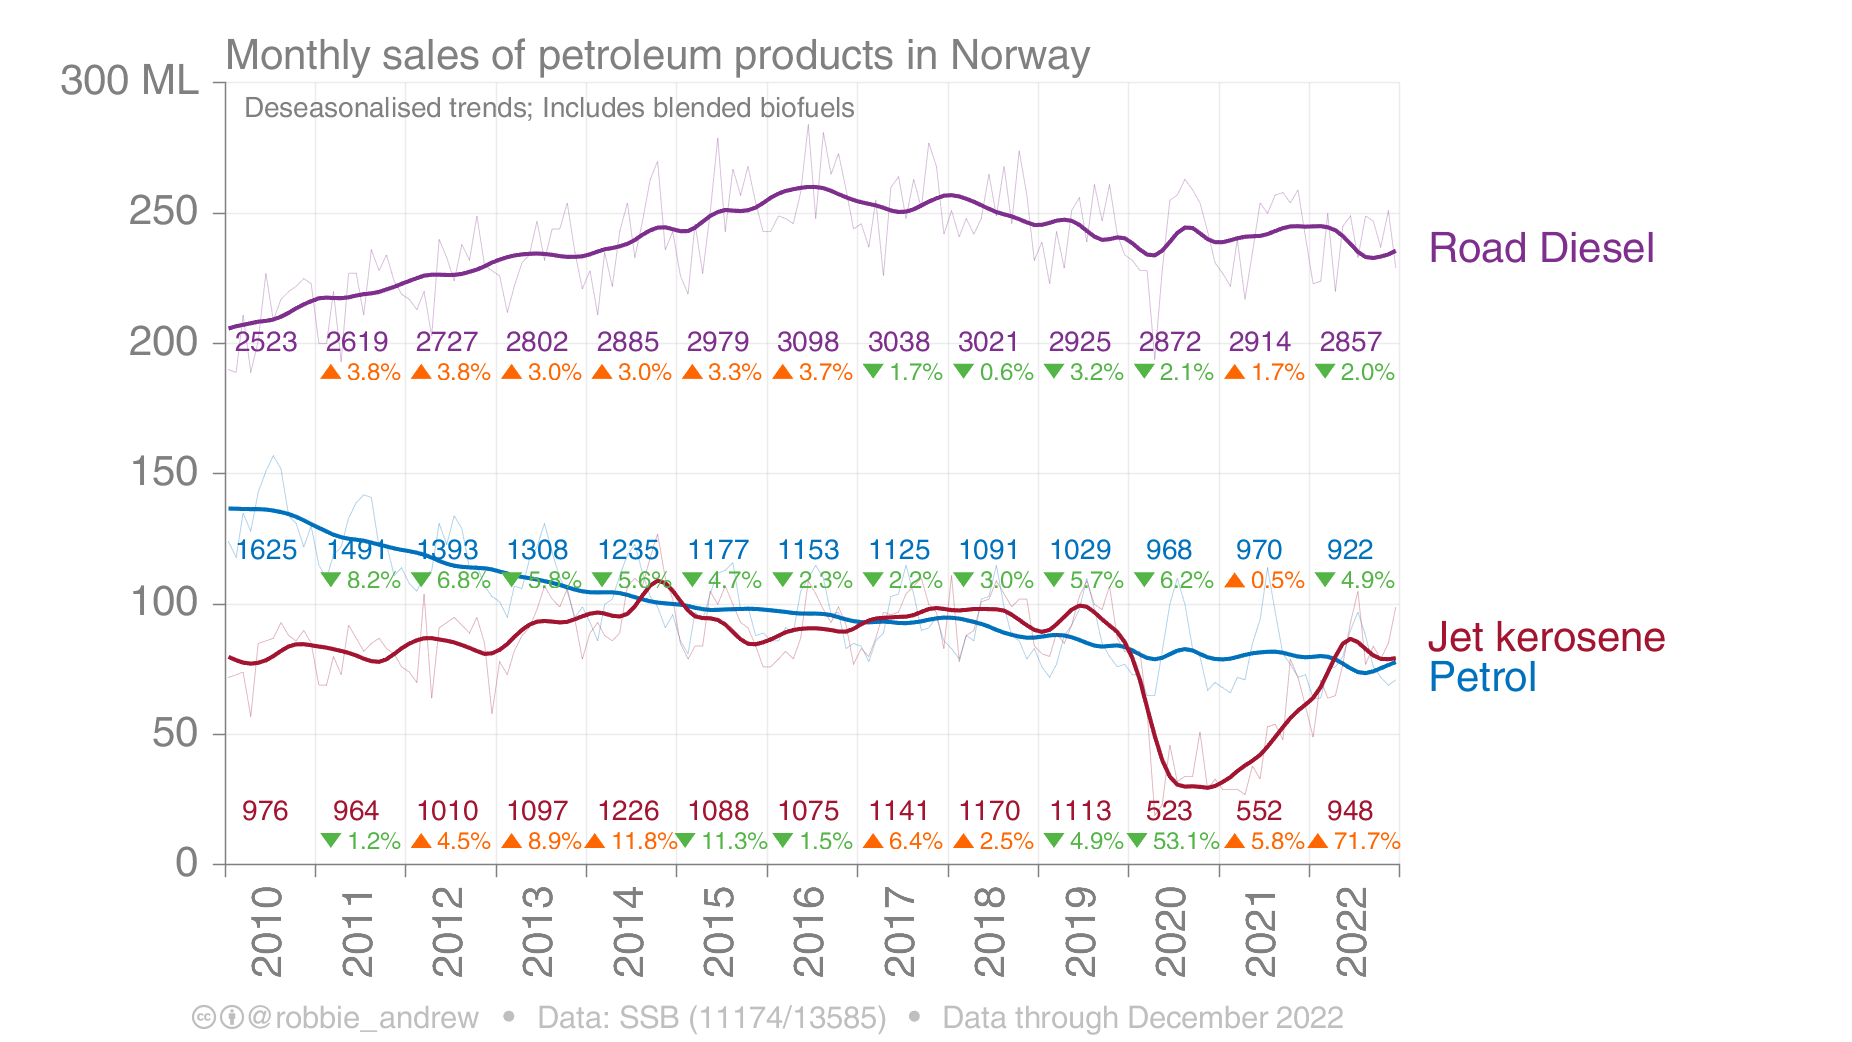 Monthly sales of petroleum products in Norway
300 ML
Deseasonalised trends; Includes blended biofuels
250
Road Diesel
200
2523 2619 2727 2802 2885 2979 3098 3038 3021 2925 2872 2914 2857
▲ 3.8% ▲ 3.8% ▲ 3.0% ▲ 3.0% ▲ 3.3% ▲ 3.7% ▼ 1.7% ▼ 0.6% ▼ 3.2% ▼ 2.1% ▲ 1.7% ▼ 2.0%
150
1625 1491 1393 1308 1235 1177 1153 1125 1091 1029 968 970 922
▼ 8.2% ▼ 6.8% ▼ 5.8% ▼ 5.6% ▼ 4.7% ▼ 2.3% ▼ 2.2% ▼ 3.0% ▼ 5.7% ▼ 6.2% ▲ 0.5% ▼ 4.9%
100
Jet kerosene
Petrol
50
976 964 1010 1097 1226 1088 1075 1141 1170 1113 523 552 948
▼ 1.2% ▲ 4.5% ▲ 8.9% ▲ 11.8% ▼ 11.3% ▼ 1.5% ▲ 6.4% ▲ 2.5% ▼ 4.9% ▼ 53.1% ▲ 5.8% ▲ 71.7%
0
2010 2011 2012 2013 2014 2015 2016 2017 2018 2019 2020 2021 2022
cc @robbie_andrew • Data: SSB (11174/13585) • Data through December 2022